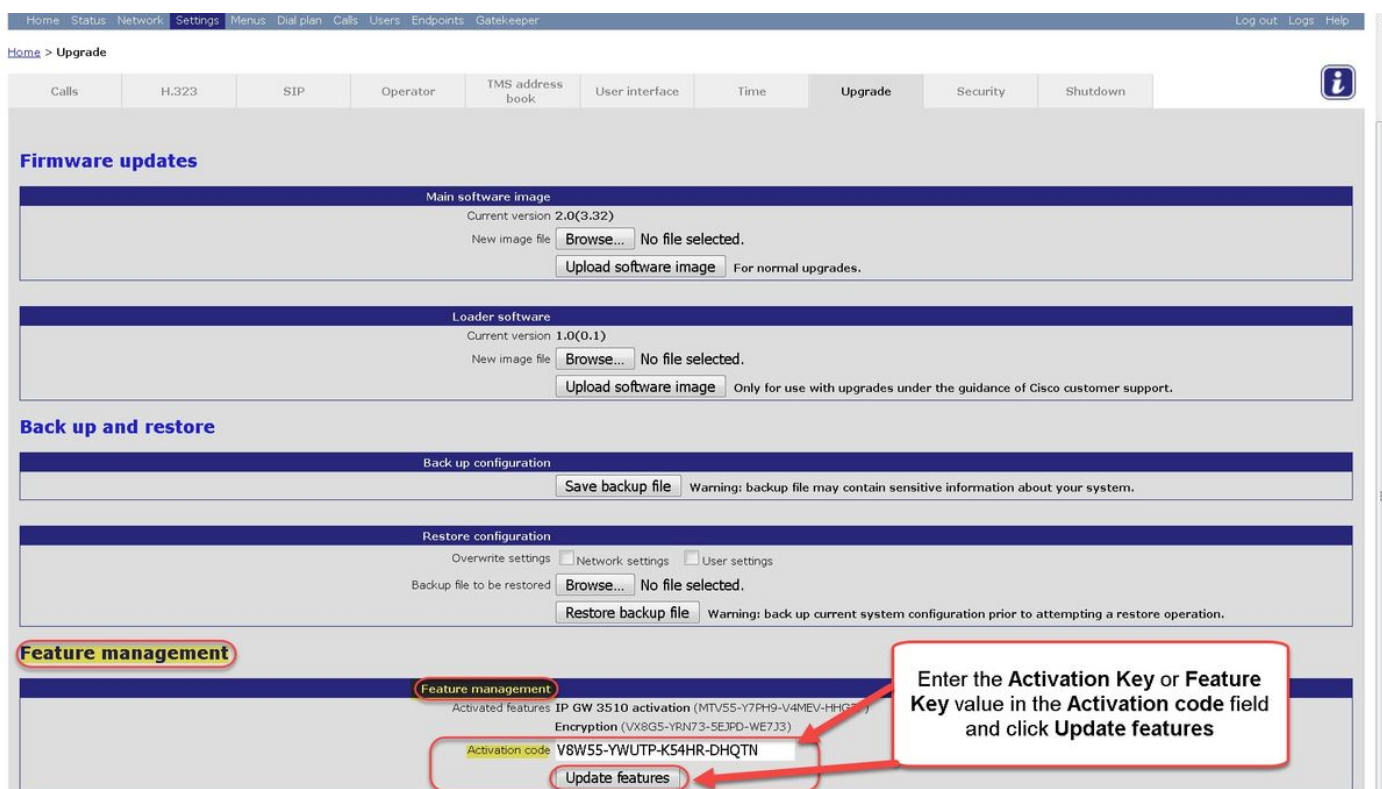 Home Status Network Settings Menus Dial plan Calls Users Endpoints Gatekeeper Log out Logs Help
Home > Upgrade
Calls H.323 SIP Operator TMS address book User interface Time Upgrade Security Shutdown
i
Firmware updates
Main software image
Current version 2.0(3.32)
New image file Browse... No file selected.
Upload software image For normal upgrades.
Loader software
Current version 1.0(0.1)
New image file Browse... No file selected.
Upload software image Only for use with upgrades under the guidance of Cisco customer support.
Back up and restore
Back up configuration
Save backup file Warning: backup file may contain sensitive information about your system.
Restore configuration
Overwrite settings Network settings User settings
Backup file to be restored Browse... No file selected.
Restore backup file Warning: back up current system configuration prior to attempting a restore operation.
Feature management
Feature management
Activated features IP GW 3510 activation
Encryption (VX8G5-YRN73-5EJPD-WE7J3)
Activation code V8W55-YWUTP-K54HR-DHQTN
Update features
Enter the Activation Key or Feature
Key value in the Activation code field
and click Update features